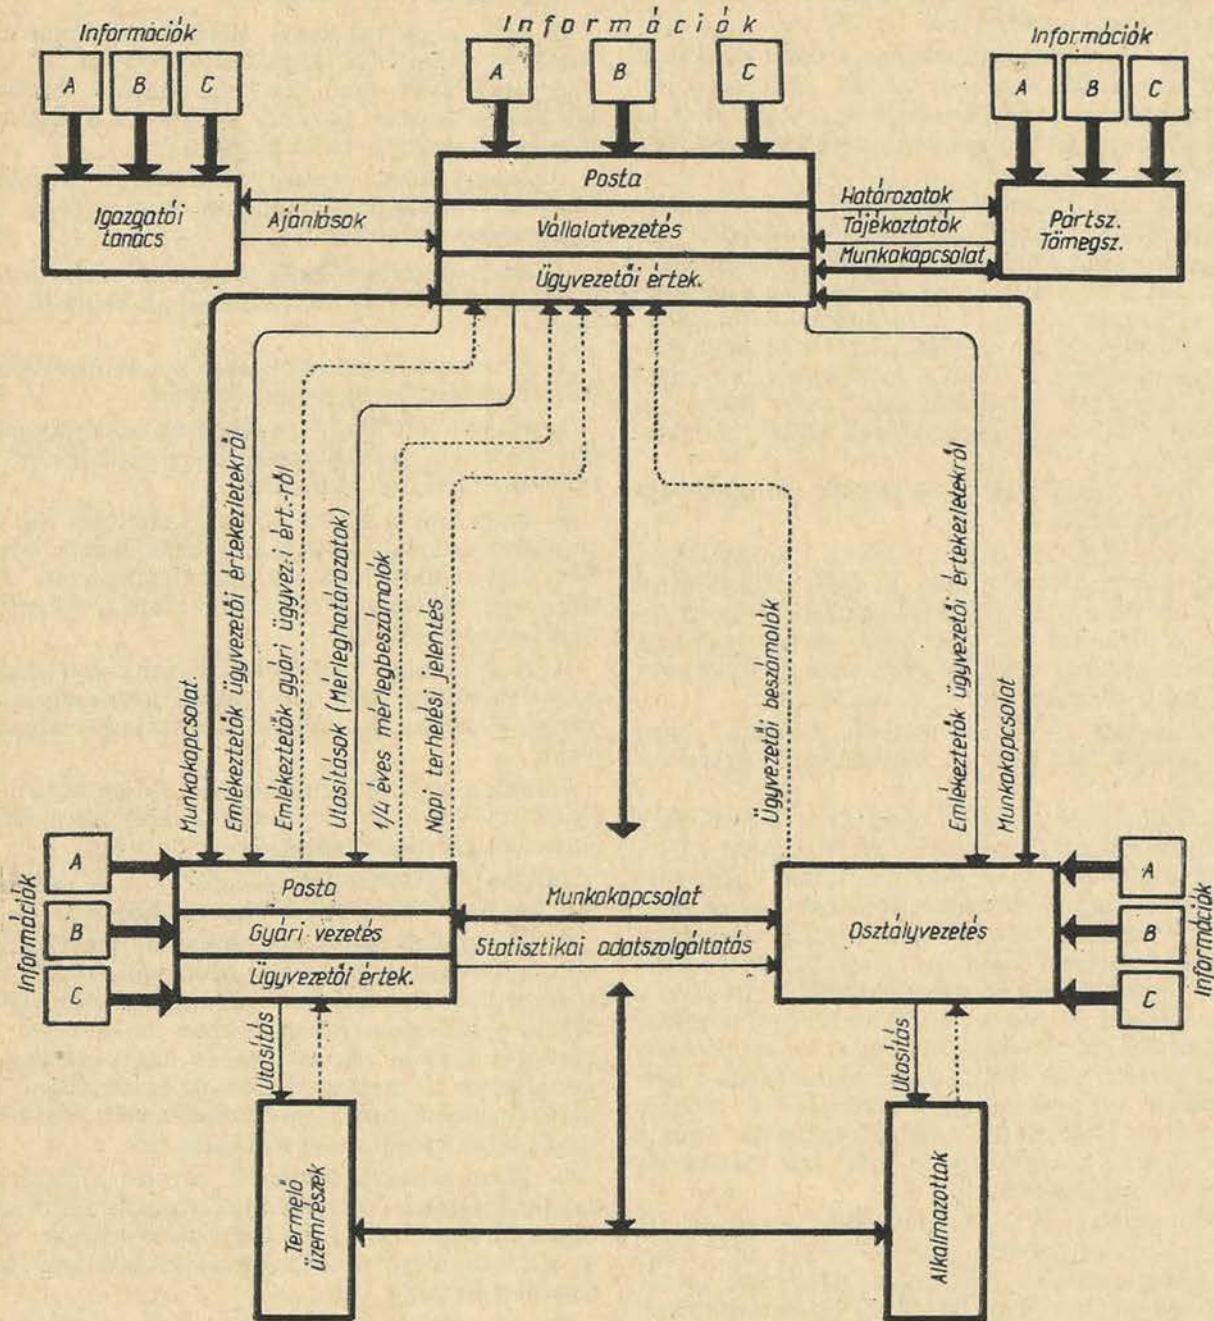 Információk
A B C
Információk
A B C
Információk
A B C
Igazgatói
tanács
Ajánlások
Posta
Vállalatvezetés
Ügyvezetői értek.
Határozatok
Tájékoztatók
Munkakapcsolat
Pártsz.
Tömegsz.
Munkakapcsolat.
Emlékeztetők ügyvezetői értekezletekről
Emlékeztetők gyári ügyvez.i ért.-ről
Utasítások (Mérleghatározatok)
1/4 éves mérlegbeszámolók
Napi terhelési jelentés
Ügyvezetői beszámolók
Emlékeztetők ügyvezetői értekezletekről
Munkakapcsolat
Információk
A
B
C
Posta
Gyári vezetés
Ügyvezetői értek.
Munkakapcsolat
Statisztikai adatszolgáltatás
Osztályvezetés
A
B
C
Információk
Utasítás
Utasítás
Termelő
üzemrészek
Alkalmazottak